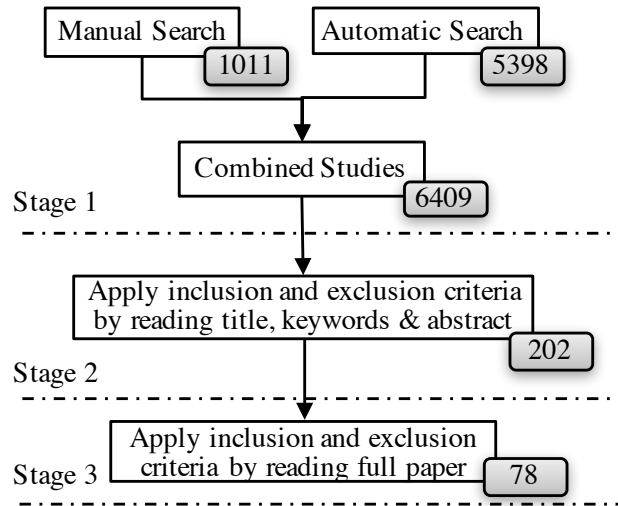 Manual Search
1011
Automatic Search
5398
Combined Studies
6409
Stage 1
Apply inclusion and exclusion criteria
by reading title, keywords & abstract
202
Stage 2
Apply inclusion and exclusion
criteria by reading full paper
78
Stage 3